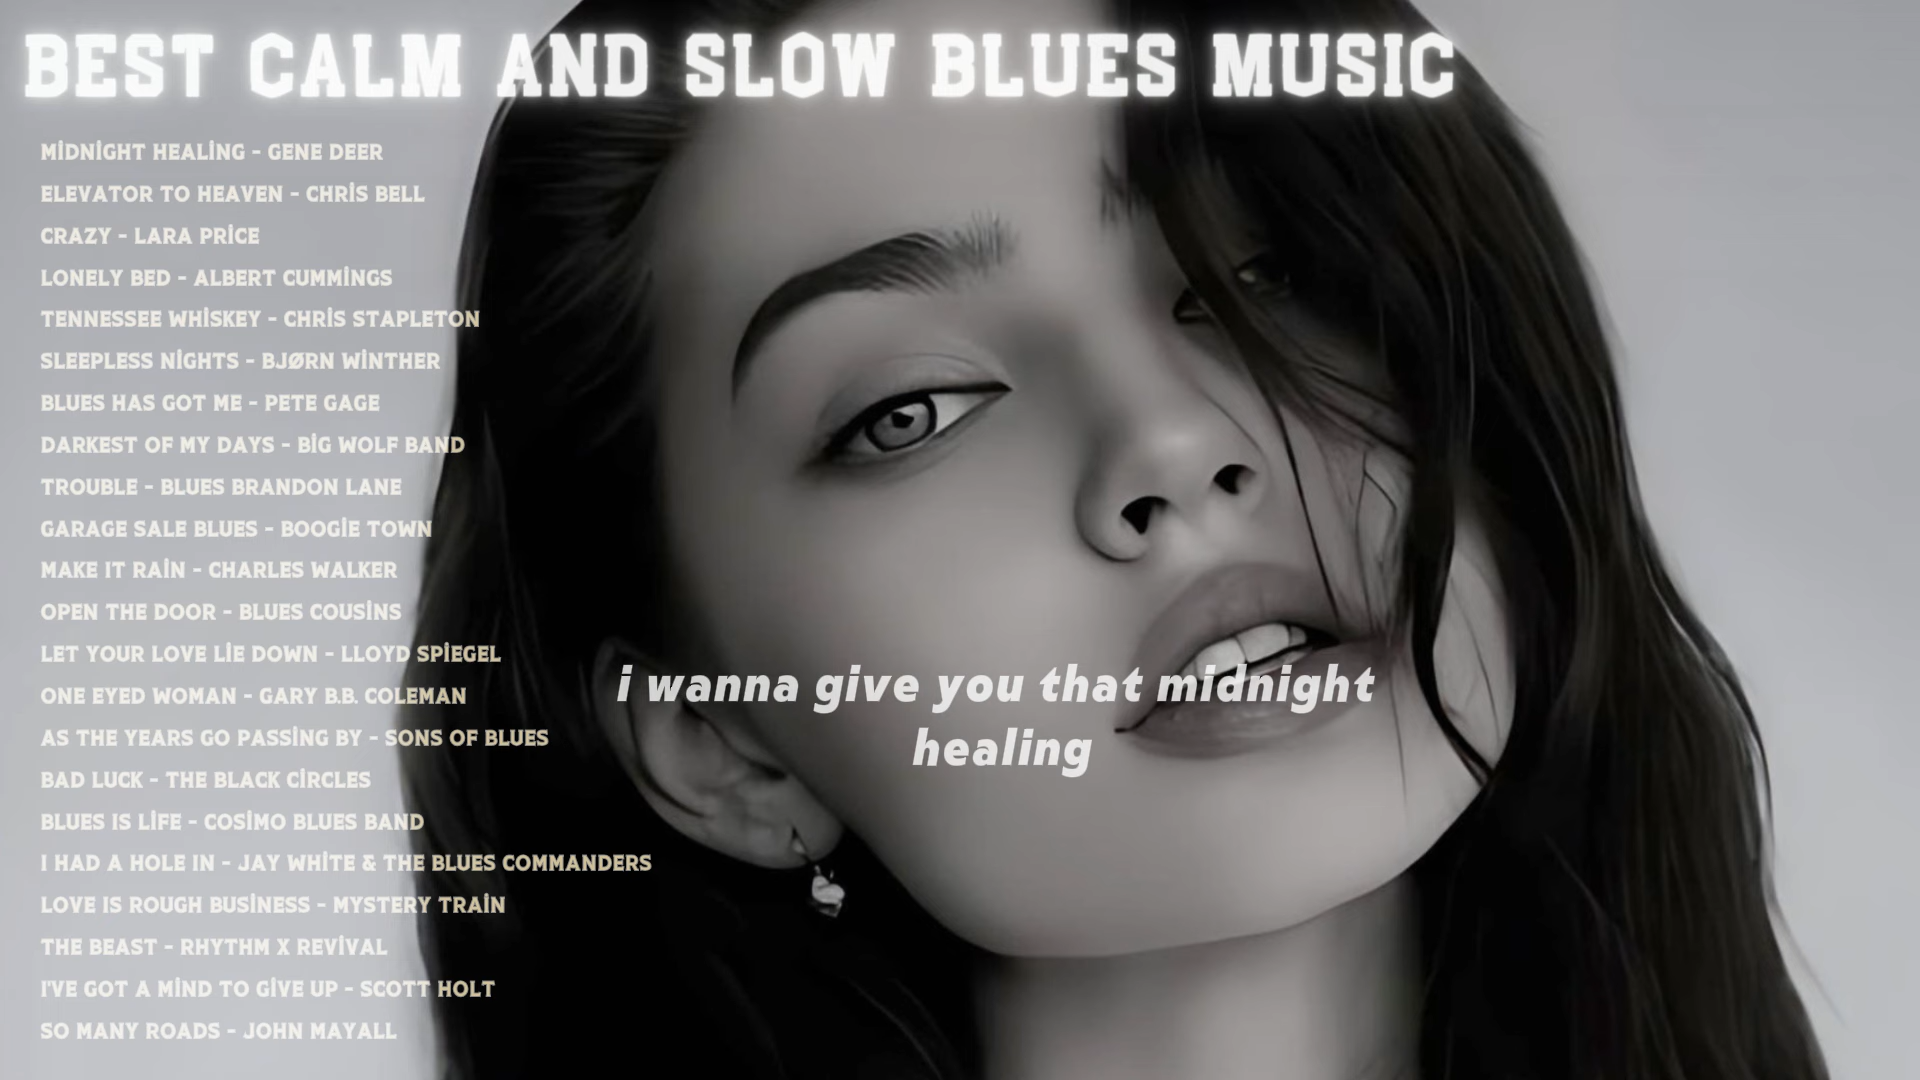 BEST CALM AND SLOW BLUES MUSIC
MIDNIGHT HEALING - GENE DEER
ELEVATOR TO HEAVEN - CHRIS BELL
CRAZY - LARA PRICE
LONELY BED - ALBERT CUMMINGS
TENNESSEE WHISKEY - CHRIS STAPLETON
SLEEPLESS NIGHTS - BJØRN WINTHER
BLUES HAS GOT ME - PETE GAGE
DARKEST OF MY DAYS - BIG WOLF BAND
TROUBLE - BLUES BRANDON LANE
GARAGE SALE BLUES - BOOGIE TOWN
MAKE IT RAIN - CHARLES WALKER
OPEN THE DOOR - BLUES COUSINS
LET YOUR LOVE LIE DOWN - LLOYD SPIEGEL
ONE EYED WOMAN - GARY B.B. COLEMAN
AS THE YEARS GO PASSING BY - SONS OF BLUES
BAD LUCK - THE BLACK CIRCLES
BLUES IS LIFE - COSIMO BLUES BAND
I HAD A HOLE IN - JAY WHITE & THE BLUES COMMANDERS
LOVE IS ROUGH BUSINESS - MYSTERY TRAIN
THE BEAST - RHYTHM X REVIVAL
I'VE GOT A MIND TO GIVE UP - SCOTT HOLT
SO MANY ROADS - JOHN MAYALL
i wanna give you that midnight
healing